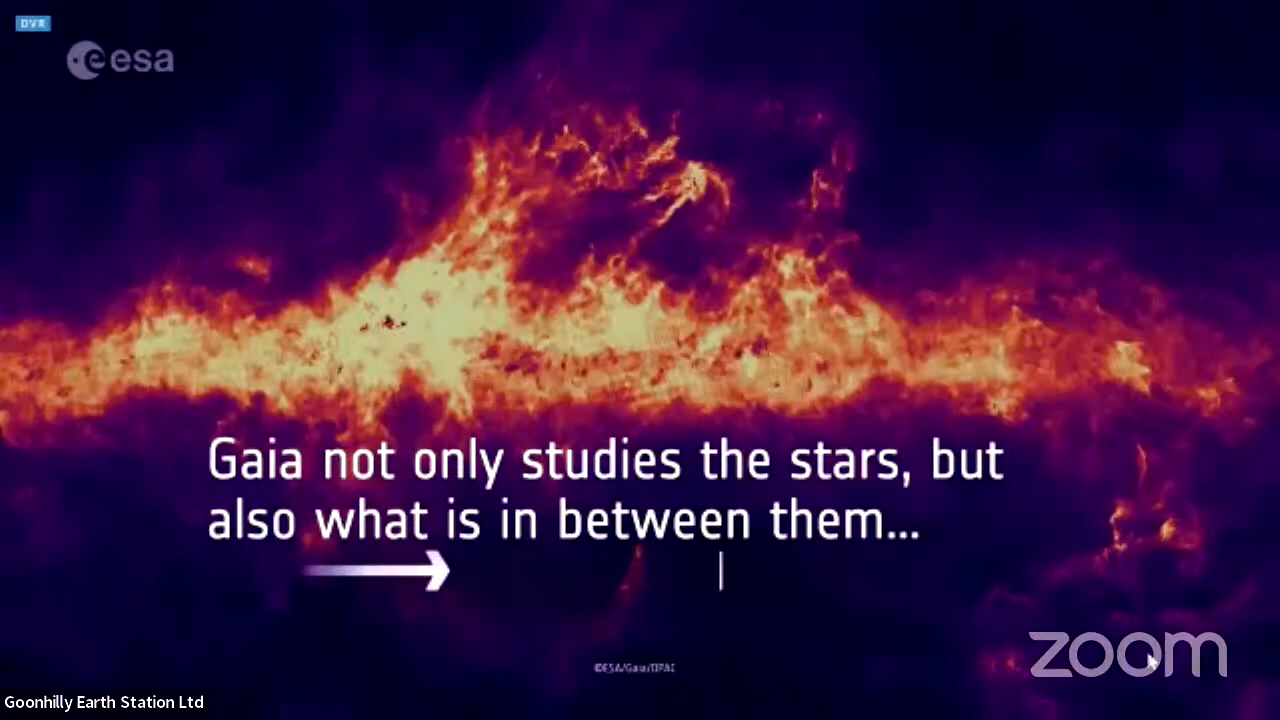 DVR
esa
Gaia not only studies the stars, but
also what is in between them...
zoom
©ESA/Gaia/DPAC
Goonhilly Earth Station Ltd